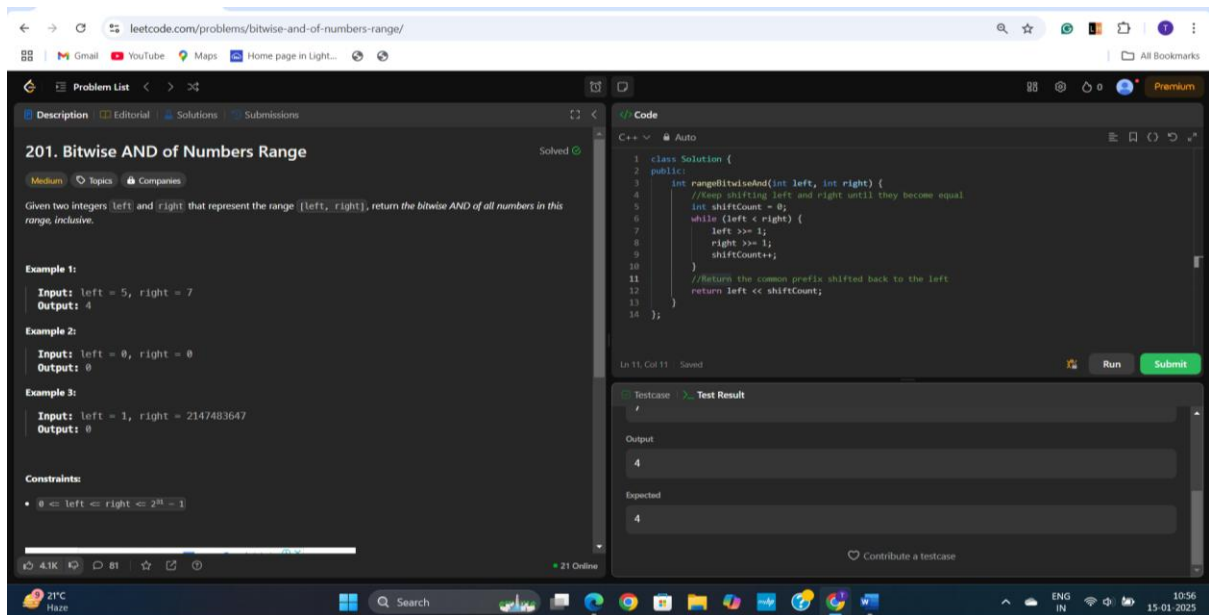 leetcode.com/problems/bitwise-and-of-numbers-range/
Gmail YouTube Maps Home page in Light... All Bookmarks
Problem List 0 Premium
Description Editorial Solutions Submissions
201. Bitwise AND of Numbers Range Solved
Medium Topics Companies
Given two integers left and right that represent the range [left, right], return the bitwise AND of all numbers in this
range, inclusive.
Example 1:
Input: left = 5, right = 7
Output: 4
Example 2:
Input: left = 0, right = 0
Output: 0
Example 3:
Input: left = 1, right = 2147483647
Output: 0
Constraints:
0 <= left <= right <= 2^31 - 1
4.1K 81 21 Online
</> Code
C++ Auto
1 class Solution {
2 public:
3 int rangeBitwiseAnd(int left, int right) {
4 //Keep shifting left and right until they become equal
5 int shiftCount = 0;
6 while (left < right) {
7 left >>= 1;
8 right >>= 1;
9 shiftCount++;
10 }
11 //Return the common prefix shifted back to the left
12 return left << shiftCount;
13 }
14 };
Ln 11, Col 11 Saved Run Submit
Testcase >_ Test Result
Output
4
Expected
4
Contribute a testcase
21°C
Haze
Search
ENG
IN
10:56
15-01-2025